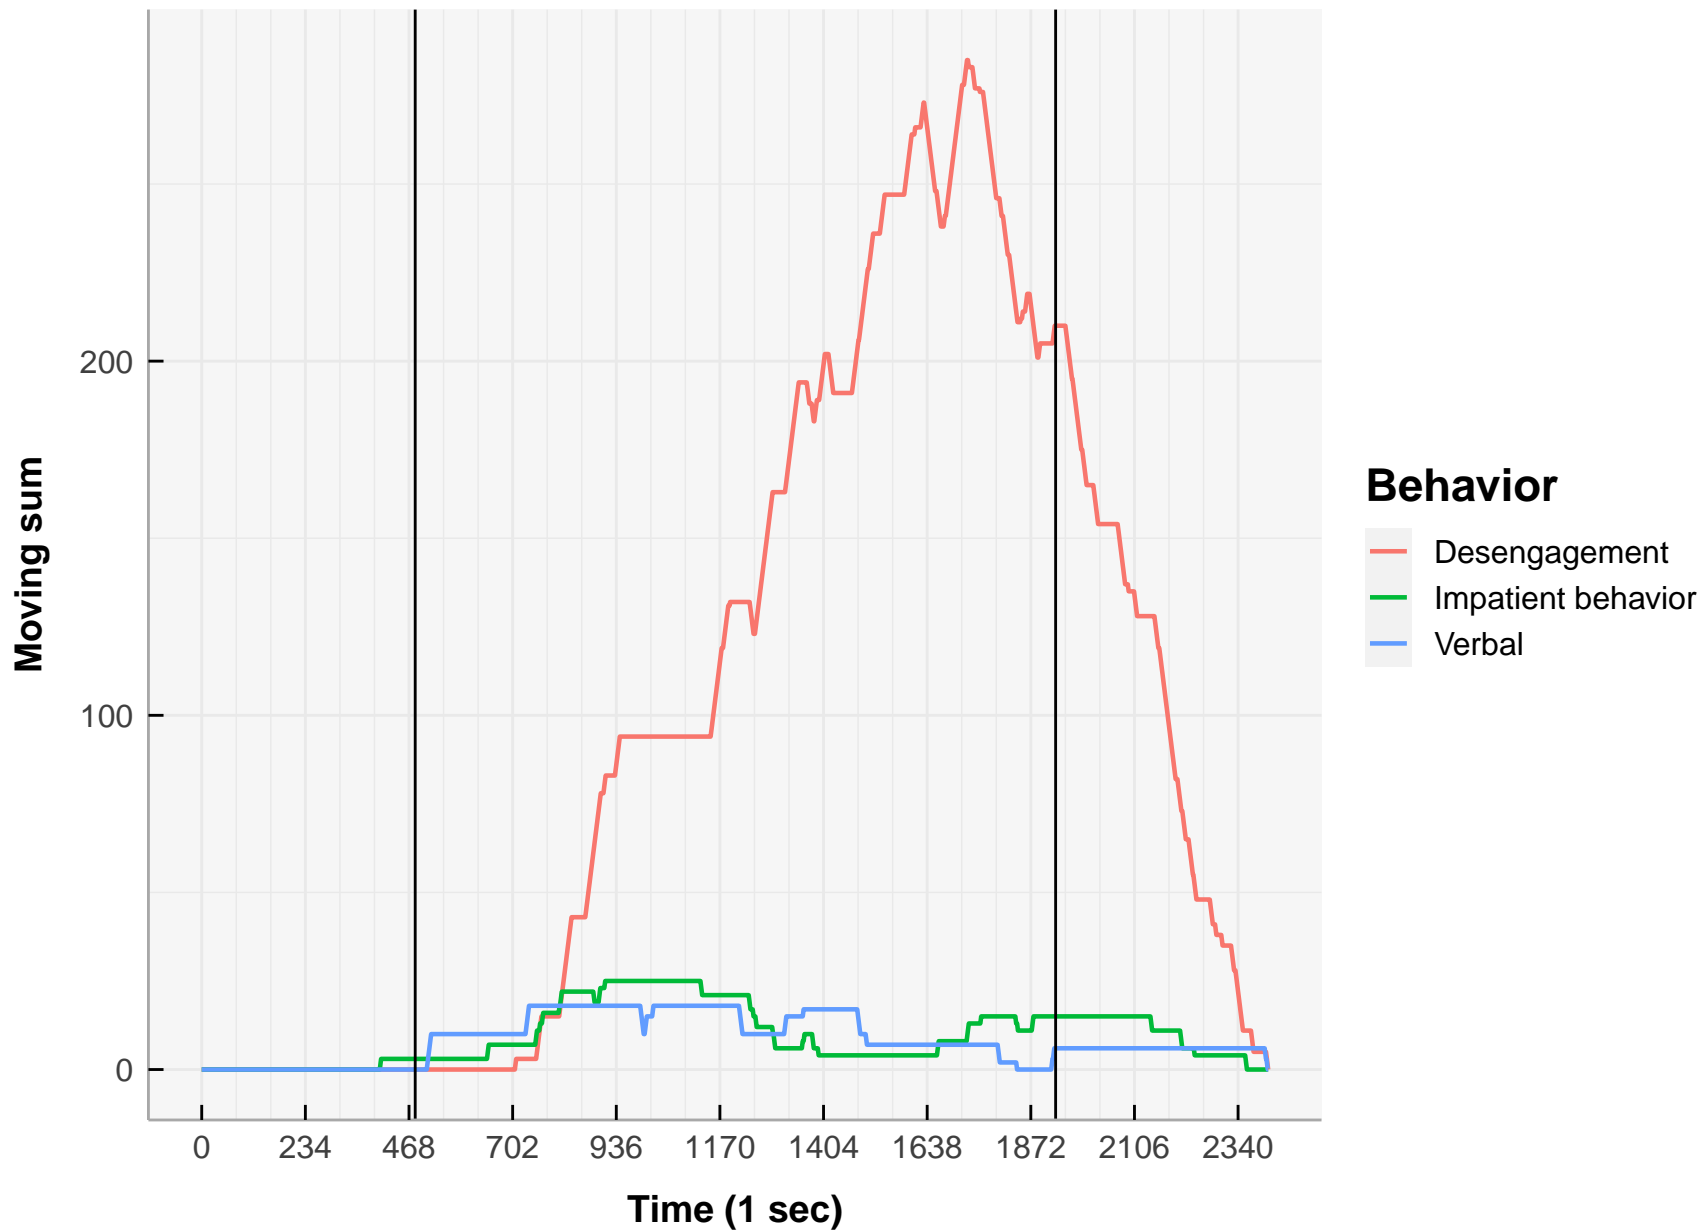 200
100
0
Moving sum
0 234 468 702 936 1170 1404 1638 1872 2106 2340
Time (1 sec)
Behavior
Desengagement
Impatient behavior
Verbal